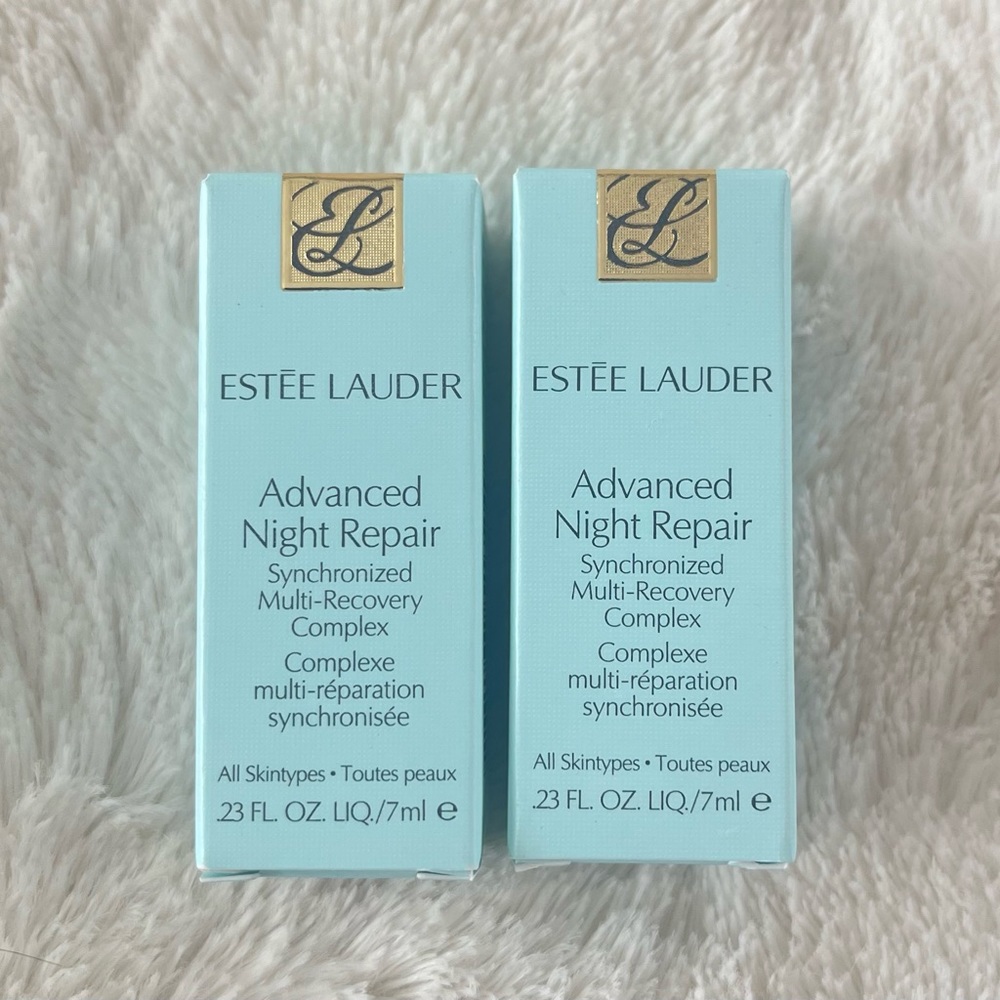 EL
ESTĒE LAUDER
Advanced
Night Repair
Synchronized
Multi-Recovery
Complex
Complexe
multi-réparation
synchronisée
All Skintypes • Toutes peaux
.23 FL. OZ. LIQ./7ml ℮
EL
ESTĒE LAUDER
Advanced
Night Repair
Synchronized
Multi-Recovery
Complex
Complexe
multi-réparation
synchronisée
All Skintypes • Toutes peaux
.23 FL. OZ. LIQ./7ml ℮